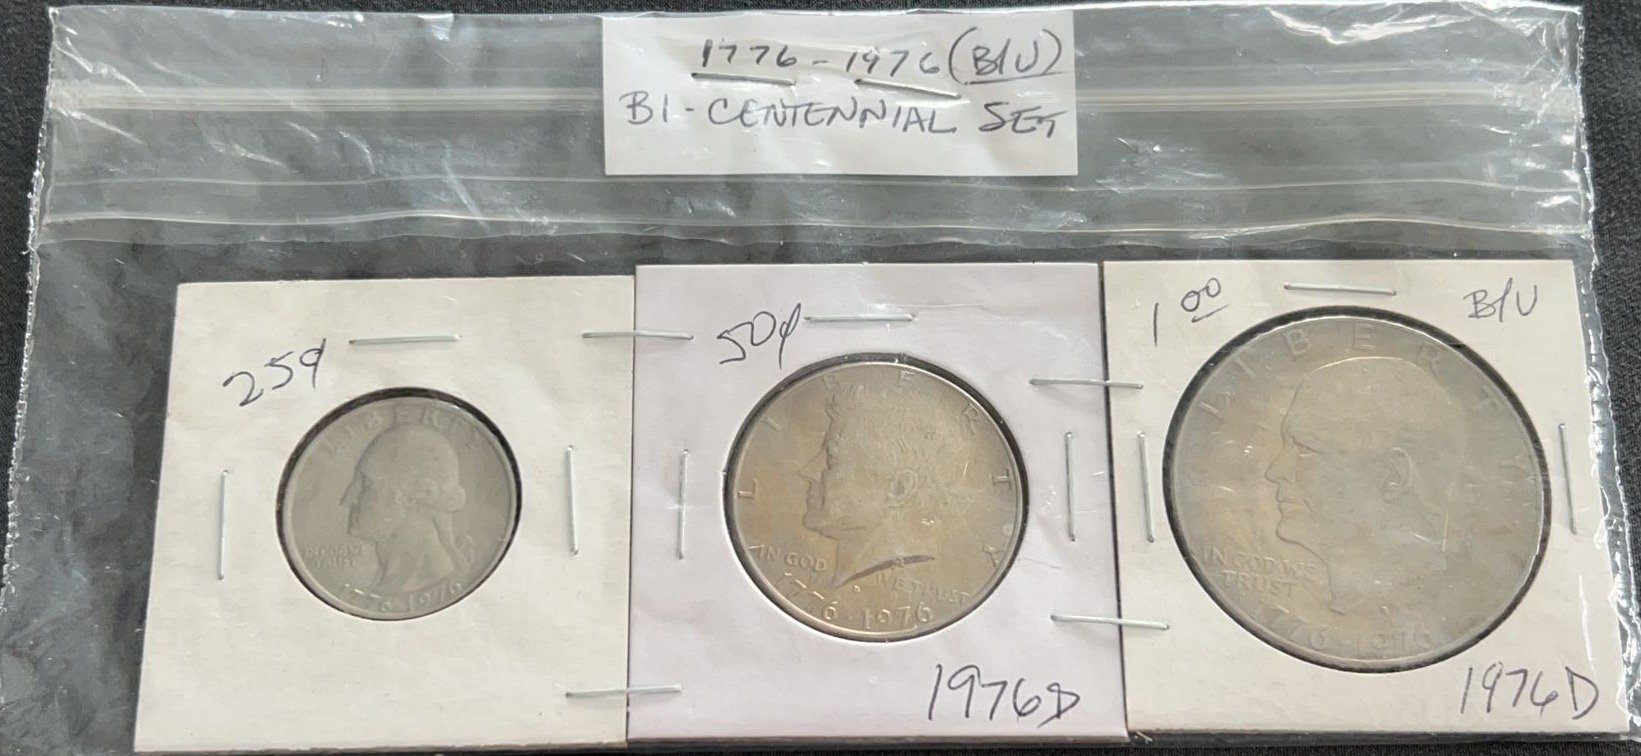 1776-1976 (B/U)
BI-CENTENNIAL SET
25¢
LIBERTY
IN GOD WE
TRUST
1776-1976
50¢
LIBERTY
IN GOD WE TRUST
D
1776·1976
1976D
1 00
B/U
LIBERTY
IN GOD WE
TRUST
1776-1976
1976D